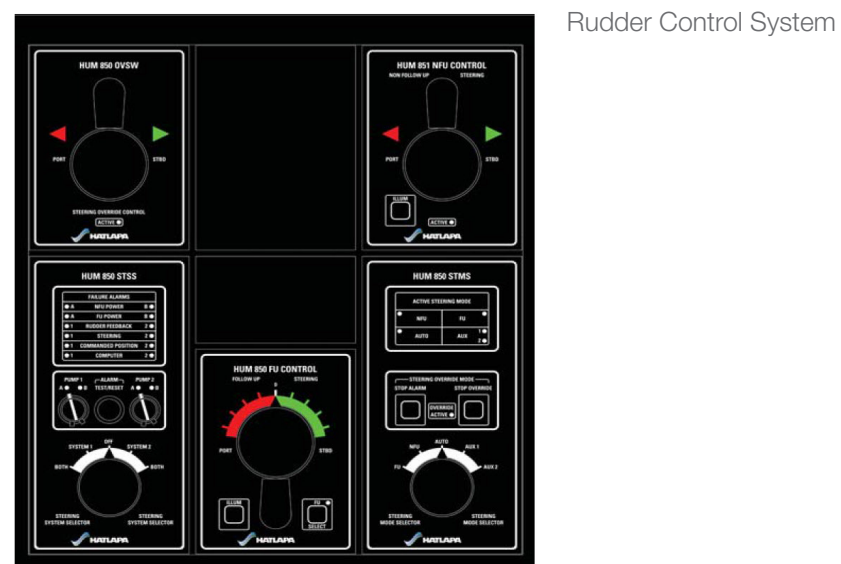 Rudder Control System
HUM 850 OVSW
PORT
STBD
STEERING OVERRIDE CONTROL
ACTIVE
HATLAPA
HUM 851 NFU CONTROL
NON FOLLOW UP STEERING
PORT
STBD
ILLUM
ACTIVE
HATLAPA
HUM 850 STSS
FAILURE ALARMS
A NFU POWER B
A FU POWER B
1 RUDDER FEEDBACK 2
1 STEERING 2
1 COMMANDED POSITION 2
1 COMPUTER 2
PUMP 1 ALARM PUMP 2
A B TEST/RESET A B
OFF
SYSTEM 1 SYSTEM 2
BOTH BOTH
STEERING STEERING
SYSTEM SELECTOR SYSTEM SELECTOR
HATLAPA
HUM 850 FU CONTROL
FOLLOW UP STEERING
0
PORT STBD
ILLUM FU
SELECT
HATLAPA
HUM 850 STMS
ACTIVE STEERING MODE
NFU FU
AUTO AUX 1
2
STEERING OVERRIDE MODE
STOP ALARM STOP OVERRIDE
OVERRIDE
ACTIVE
AUTO
NFU AUX 1
FU AUX 2
STEERING STEERING
MODE SELECTOR MODE SELECTOR
HATLAPA